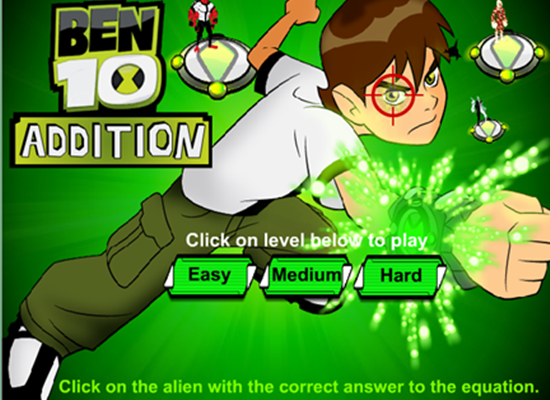 BEN
10
ADDITION
Click on level below to play
Easy Medium Hard
Click on the alien with the correct answer to the equation.